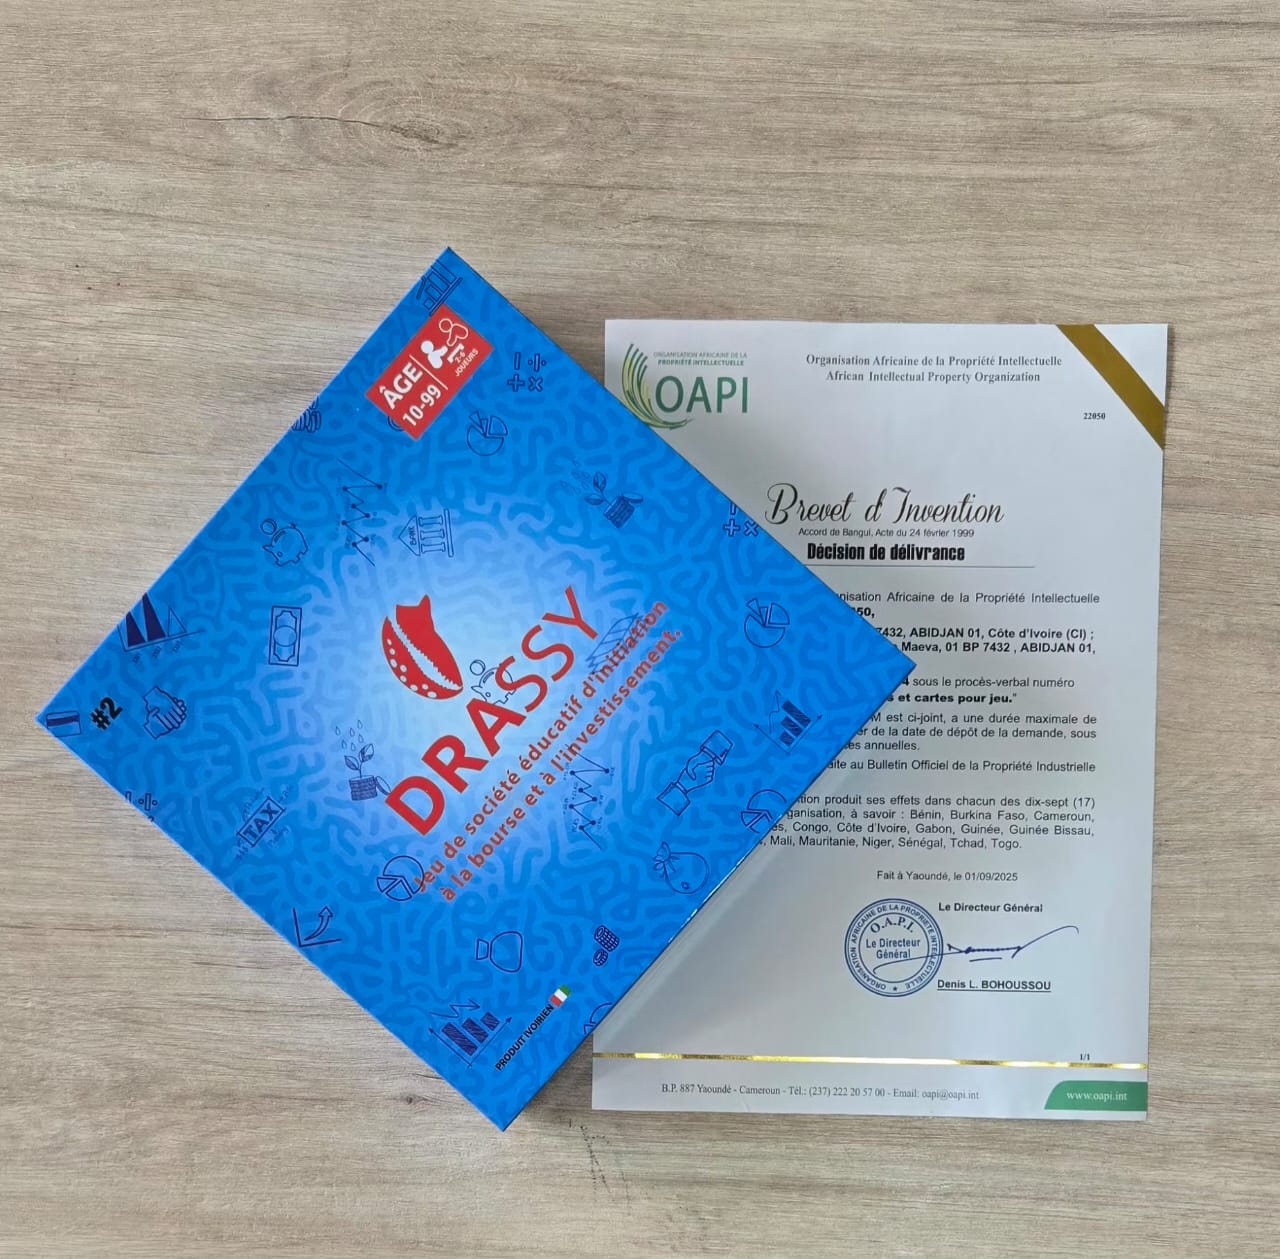 ÂGE
10-99
2-6
JOUEURS
BANK
#2
TAX
DRASSY
Jeu de société éducatif d'initiation
à la bourse et à l'investissement.
PRODUIT IVOIRIEN
ORGANISATION AFRICAINE DE LA
PROPRIÉTÉ INTELLECTUELLE
OAPI
Organisation Africaine de la Propriété Intellectuelle
African Intellectual Property Organization
22050
Brevet d'Invention
Accord de Bangui, Acte du 24 février 1999
Décision de délivrance
Africaine de la Propriété Intellectuelle
7432, ABIDJAN 01, Côte d'Ivoire (CI) ;
Maeva, 01 BP 7432 , ABIDJAN 01,
sous le procès-verbal numéro
et cartes pour jeu."
est ci-joint, a une durée maximale de
de la date de dépôt de la demande, sous
annuelles.
au Bulletin Officiel de la Propriété Industrielle
produit ses effets dans chacun des dix-sept (17)
à savoir : Bénin, Burkina Faso, Cameroun,
Congo, Côte d'Ivoire, Gabon, Guinée, Guinée Bissau,
Mali, Mauritanie, Niger, Sénégal, Tchad, Togo.
Fait à Yaoundé, le 01/09/2025
Le Directeur Général
ORGANISATION AFRICAINE DE LA PROPRIETE INTELLECTUELLE
O.A.P.I.
Le Directeur
Général
Denis L. BOHOUSSOU
1/1
B.P. 887 Yaoundé - Cameroun - Tél.: (237) 222 20 57 00 - Email: oapi@oapi.int
www.oapi.int